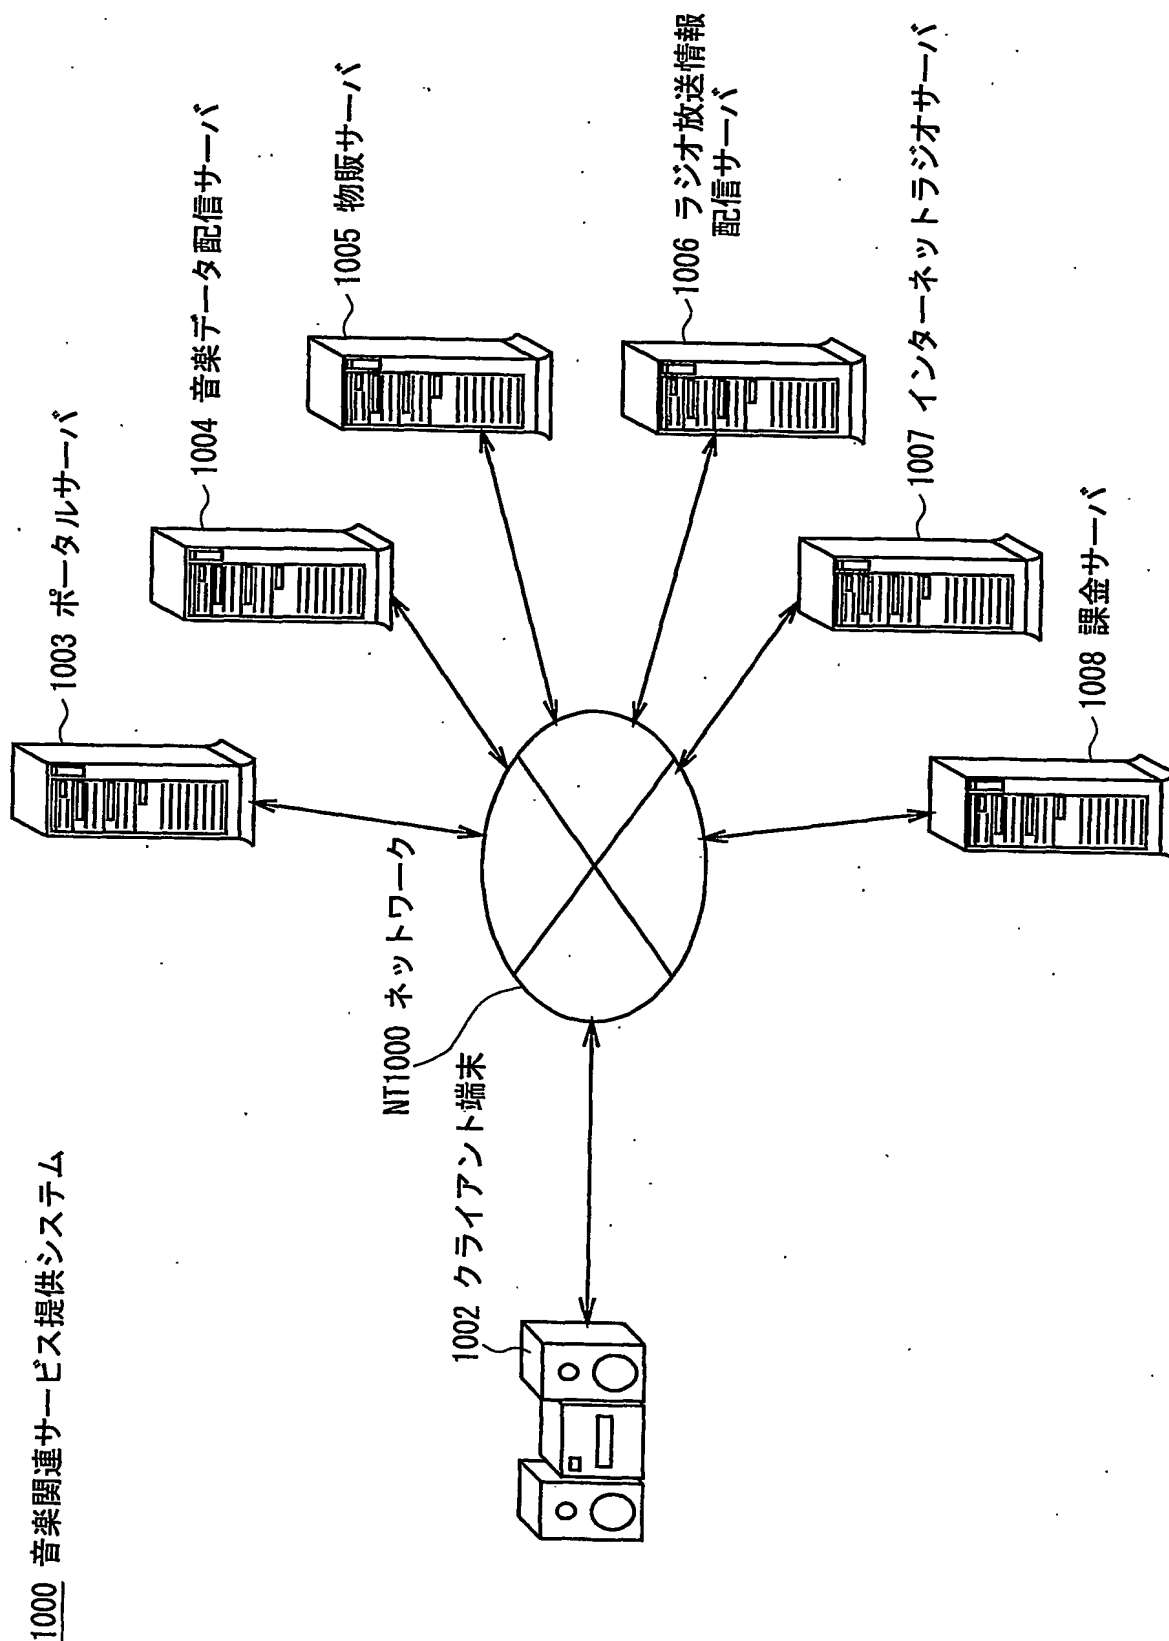 1000 音楽関連サービス提供システム
1002 クライアント端末
NT1000 ネットワーク
1003 ポータルサーバ
1004 音楽データ配信サーバ
1005 物販サーバ
1006 ラジオ放送情報
配信サーバ
1007 インターネットラジオサーバ
1008 課金サーバ